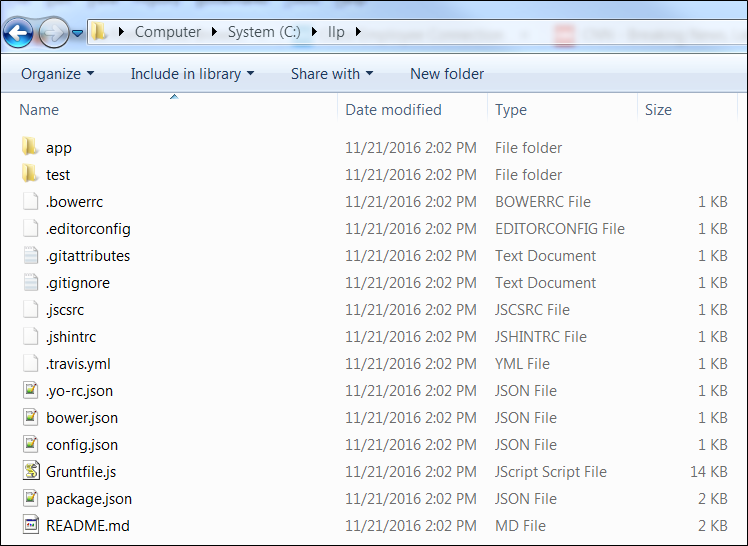 Computer System (C:) llp
Organize Include in library Share with New folder
Name Date modified Type Size
app 11/21/2016 2:02 PM File folder
test 11/21/2016 2:02 PM File folder
.bowerrc 11/21/2016 2:02 PM BOWERRC File 1 KB
.editorconfig 11/21/2016 2:02 PM EDITORCONFIG File 1 KB
.gitattributes 11/21/2016 2:02 PM Text Document 1 KB
.gitignore 11/21/2016 2:02 PM Text Document 1 KB
.jscsrc 11/21/2016 2:02 PM JSCSRC File 1 KB
.jshintrc 11/21/2016 2:02 PM JSHINTRC File 1 KB
.travis.yml 11/21/2016 2:02 PM YML File 1 KB
.yo-rc.json 11/21/2016 2:02 PM JSON File 1 KB
bower.json 11/21/2016 2:02 PM JSON File 1 KB
config.json 11/21/2016 2:02 PM JSON File 1 KB
Gruntfile.js 11/21/2016 2:02 PM JScript Script File 14 KB
package.json 11/21/2016 2:02 PM JSON File 2 KB
README.md 11/21/2016 2:02 PM MD File 2 KB